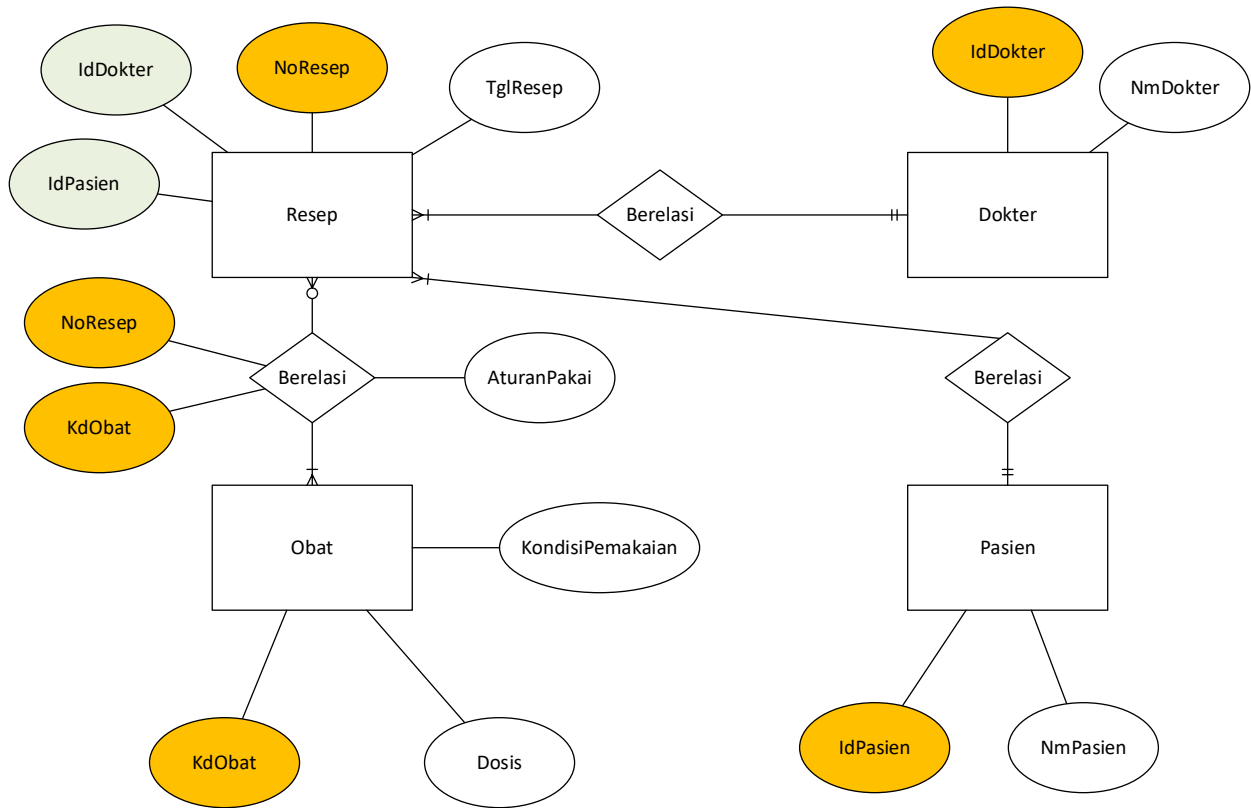 IdDokter
NoResep
TglResep
IdDokter
NmDokter
IdPasien
Resep
Berelasi
Dokter
NoResep
Berelasi
AturanPakai
Berelasi
KdObat
Obat
KondisiPemakaian
Pasien
KdObat
Dosis
IdPasien
NmPasien